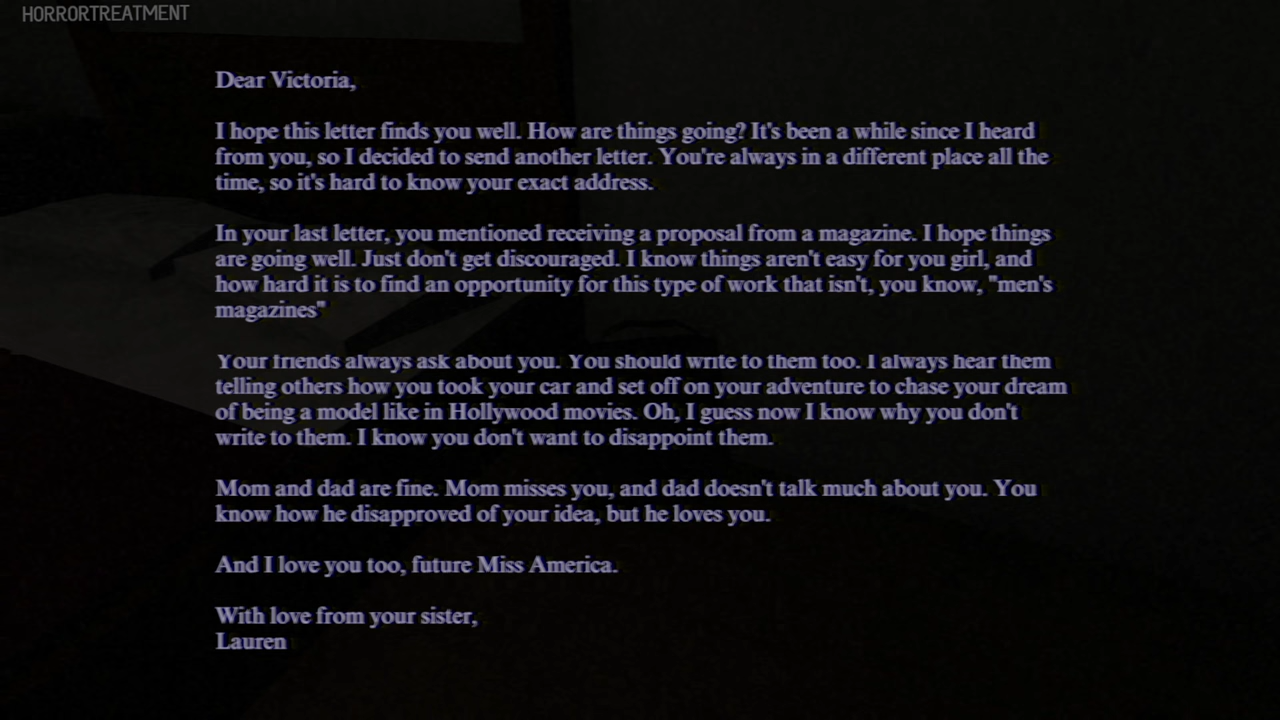 HORRORTREATMENT
Dear Victoria,
I hope this letter finds you well. How are things going? It's been a while since I heard
from you, so I decided to send another letter. You're always in a different place all the
time, so it's hard to know your exact address.
In your last letter, you mentioned receiving a proposal from a magazine. I hope things
are going well. Just don't get discouraged. I know things aren't easy for you girl, and
how hard it is to find an opportunity for this type of work that isn't, you know, "men's
magazines"
Your friends always ask about you. You should write to them too. I always hear them
telling others how you took your car and set off on your adventure to chase your dream
of being a model like in Hollywood movies. Oh, I guess now I know why you don't
write to them. I know you don't want to disappoint them.
Mom and dad are fine. Mom misses you, and dad doesn't talk much about you. You
know how he disapproved of your idea, but he loves you.
And I love you too, future Miss America.
With love from your sister,
Lauren